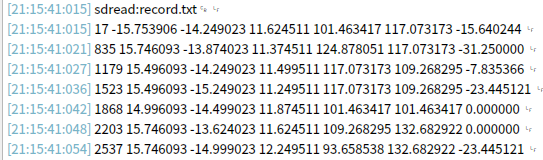 [21:15:41:015] sdread:record.txt
[21:15:41:015] 17 -15.753906 -14.249023 11.624511 101.463417 117.073173 -15.640244
[21:15:41:021] 835 15.746093 -13.874023 11.374511 124.878051 117.073173 -31.250000
[21:15:41:027] 1179 15.496093 -14.249023 11.499511 117.073173 109.268295 -7.835366
[21:15:41:036] 1523 15.496093 -15.249023 11.249511 117.073173 117.073173 -23.445121
[21:15:41:042] 1868 14.996093 -14.499023 11.874511 101.463417 101.463417 0.000000
[21:15:41:048] 2203 15.746093 -13.624023 11.624511 109.268295 132.682922 0.000000
[21:15:41:054] 2537 15.746093 -14.999023 12.249511 93.658538 132.682922 -23.445121